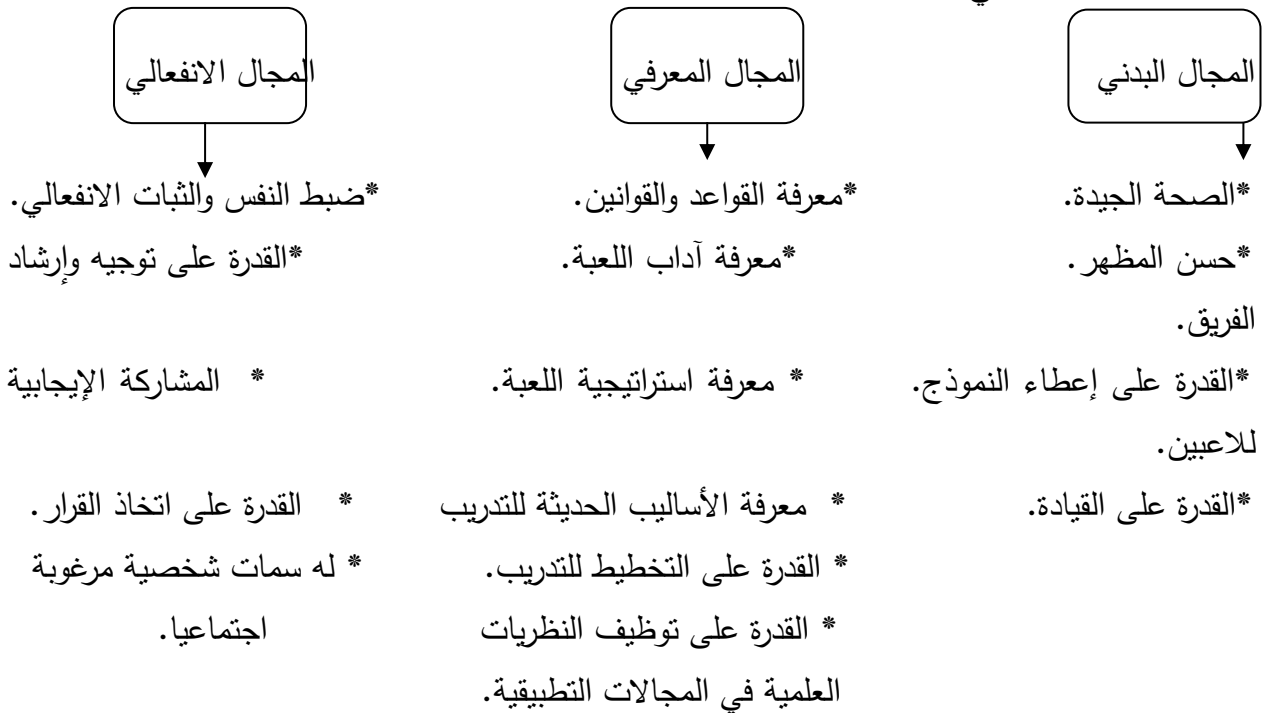 المجال البدني المجال المعرفي المجال الانفعالي
*الصحة الجيدة. *معرفة القواعد والقوانين. *ضبط النفس والثبات الانفعالي.
*حسن المظهر. *معرفة آداب اللعبة. *القدرة على توجيه وإرشاد
الفريق.
*القدرة على إعطاء النموذج. * معرفة استراتيجية اللعبة. * المشاركة الإيجابية
للاعبين.
*القدرة على القيادة. * معرفة الأساليب الحديثة للتدريب * القدرة على اتخاذ القرار.
* القدرة على التخطيط للتدريب. * له سمات شخصية مرغوبة
* القدرة على توظيف النظريات اجتماعيا.
العلمية في المجالات التطبيقية.